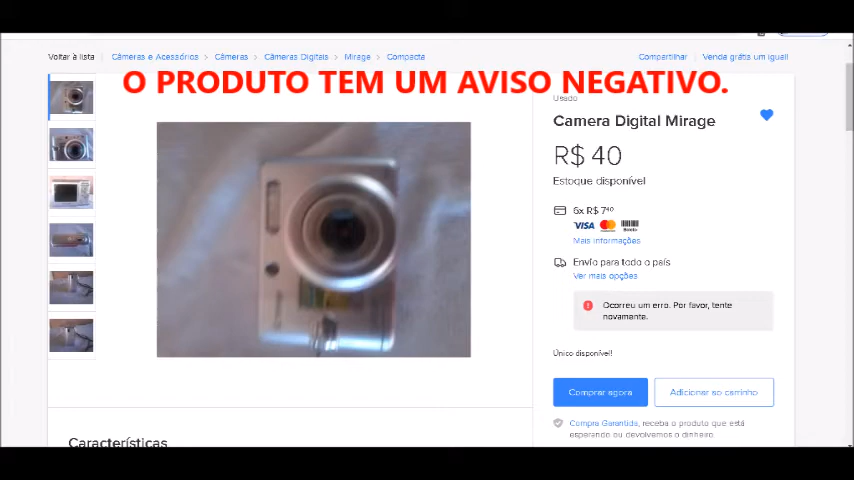 Voltar à lista
Câmeras e Acessórios > Câmeras > Câmeras Digitais > Mirage > Compacta
Compartilhar
Venda grátis um igual!
O PRODUTO TEM UM AVISO NEGATIVO.
Usado
Camera Digital Mirage
R$ 40
Estoque disponível
6x R$ 7⁴⁰
VISA
Boleto
Mais informações
Envio para todo o país
Ver mais opções
Ocorreu um erro. Por favor, tente
novamente.
Único disponível!
Comprar agora
Adicionar ao carrinho
Compra Garantida, receba o produto que está
esperando ou devolvemos o dinheiro.
Características